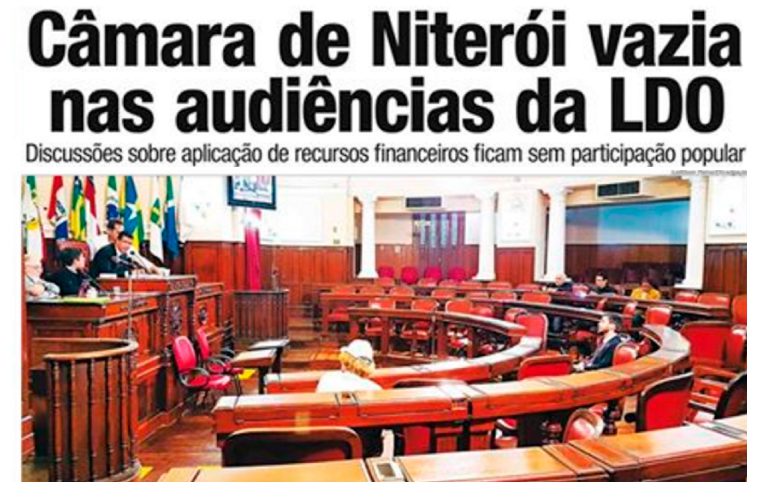 Câmara de Niterói vazia
nas audiências da LDO
Discussões sobre aplicação de recursos financeiros ficam sem participação popular